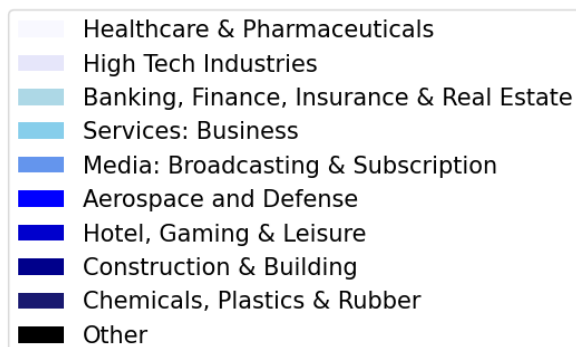 Healthcare & Pharmaceuticals
High Tech Industries
Banking, Finance, Insurance & Real Estate
Services: Business
Media: Broadcasting & Subscription
Aerospace and Defense
Hotel, Gaming & Leisure
Construction & Building
Chemicals, Plastics & Rubber
Other